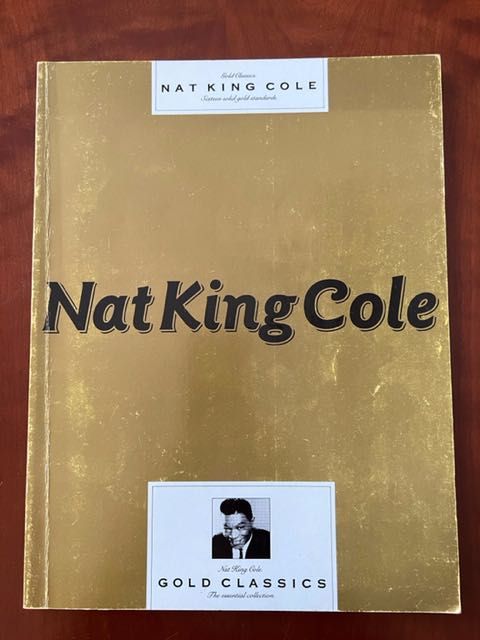 Gold Classics.
NAT KING COLE
Sixteen solid gold standards.
Nat King Cole
Nat King Cole.
GOLD CLASSICS
The essential collection.